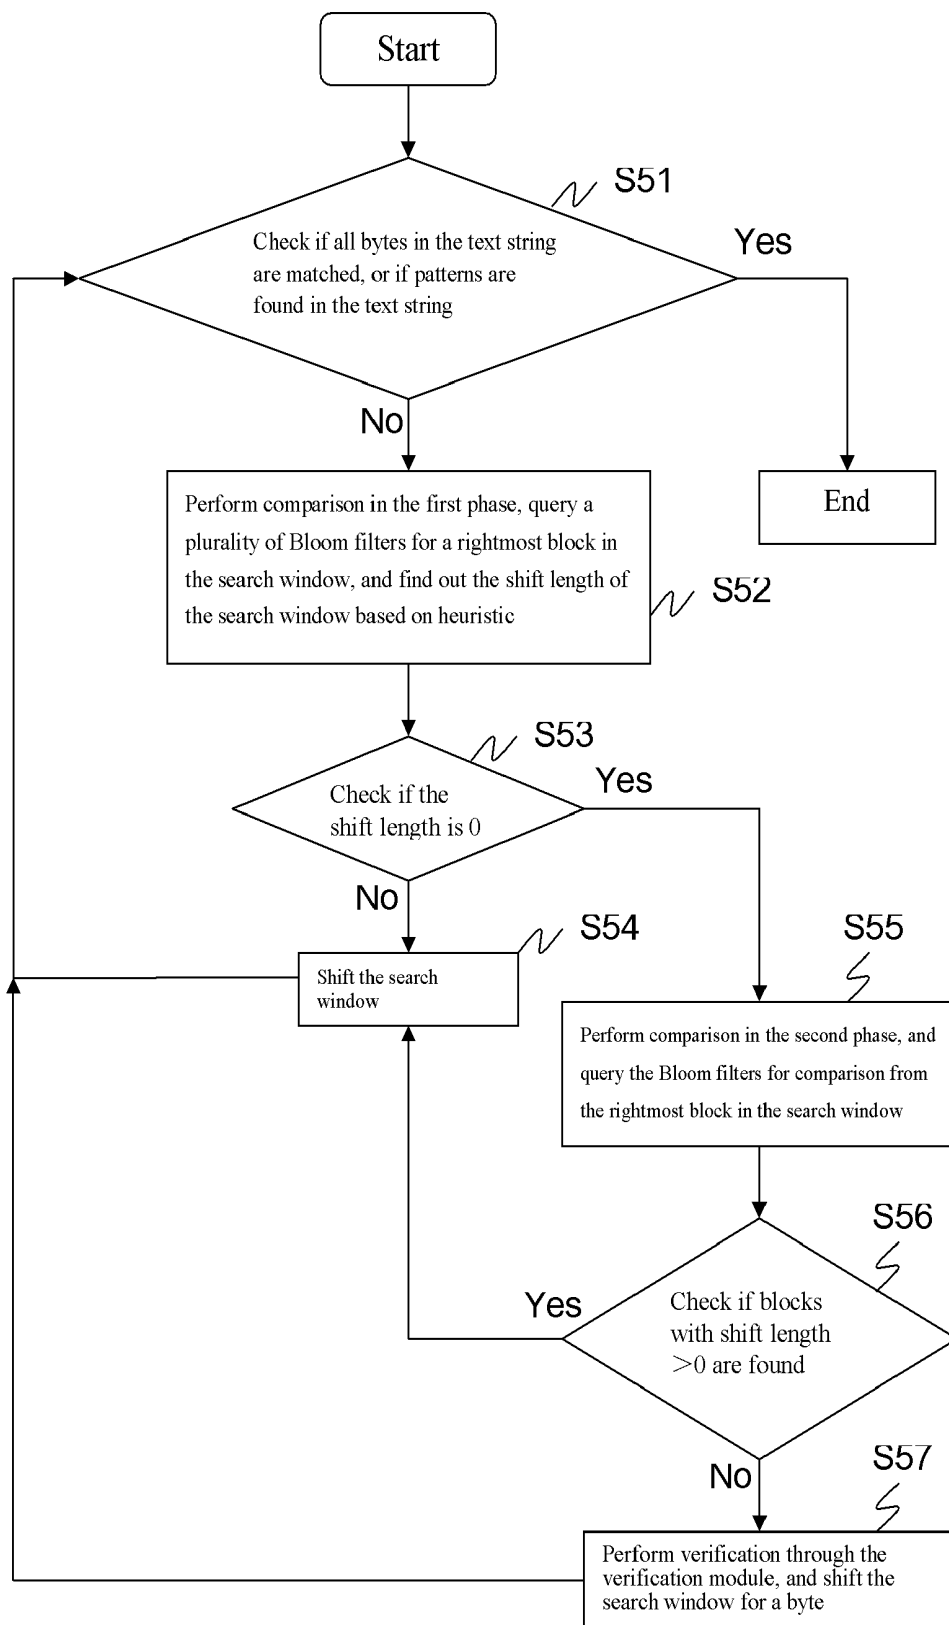 Start
S51
Check if all bytes in the text string
are matched, or if patterns are
found in the text string
Yes
No
End
Perform comparison in the first phase, query a
plurality of Bloom filters for a rightmost block in
the search window, and find out the shift length of
the search window based on heuristic
S52
S53
Check if the
shift length is 0
Yes
No
S54
Shift the search
window
S55
Perform comparison in the second phase, and
query the Bloom filters for comparison from
the rightmost block in the search window
S56
Yes
Check if blocks
with shift length
>0 are found
No
S57
Perform verification through the
verification module, and shift the
search window for a byte